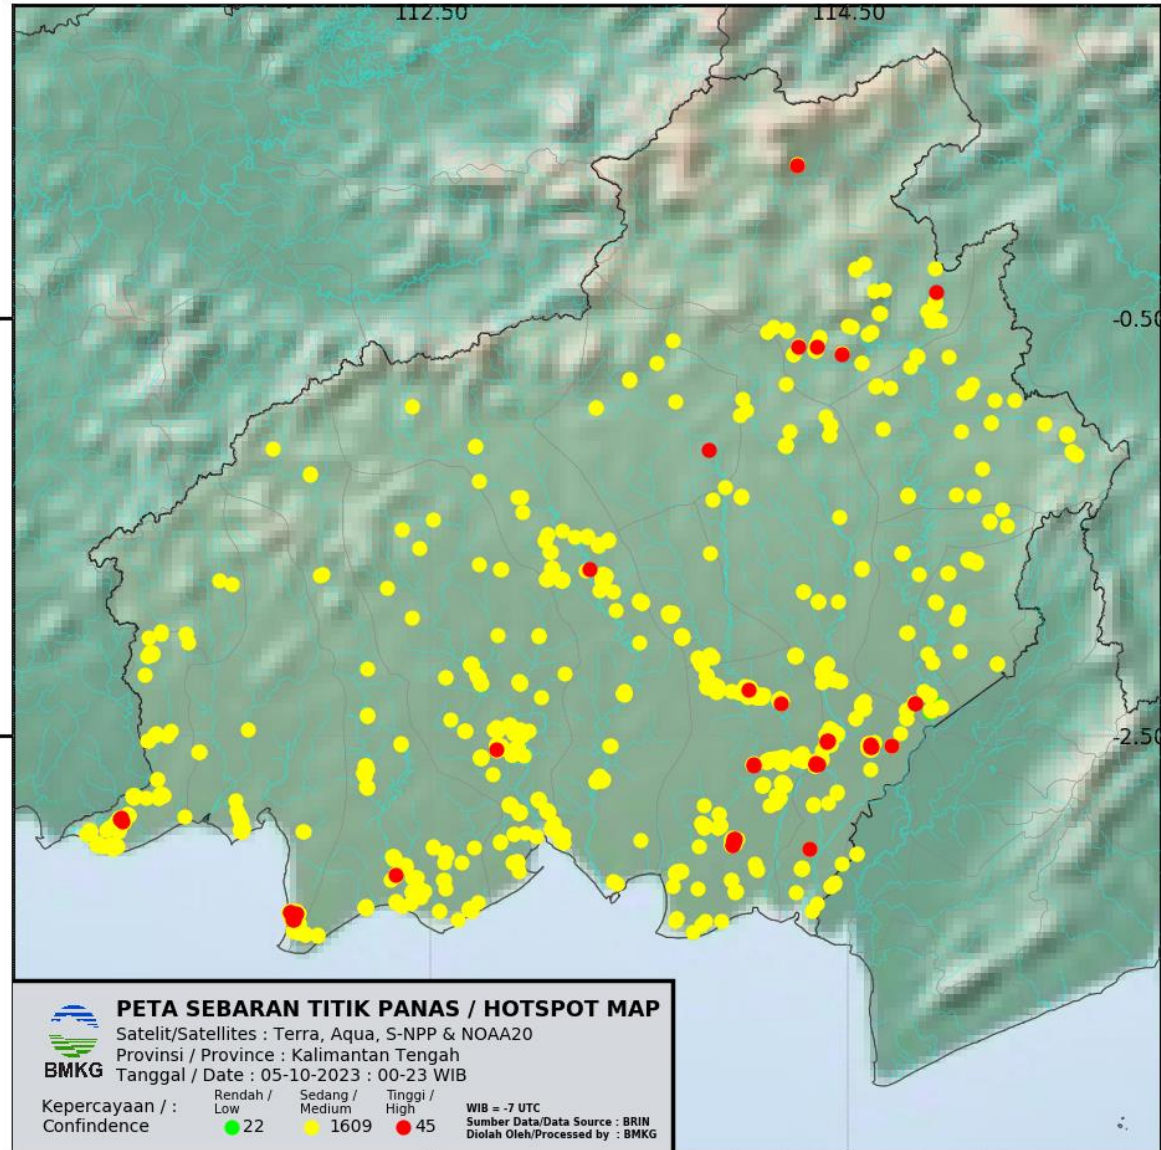 112.50
114.50
-0.50
-2.50
PETA SEBARAN TITIK PANAS / HOTSPOT MAP
Satelit/Satellites : Terra, Aqua, S-NPP & NOAA20
Provinsi / Province : Kalimantan Tengah
Tanggal / Date : 05-10-2023 : 00-23 WIB
BMKG
Kepercayaan / :
Confindence
Rendah /
Low
22
Sedang /
Medium
1609
Tinggi /
High
45
WIB = -7 UTC
Sumber Data/Data Source : BRIN
Diolah Oleh/Processed by : BMKG